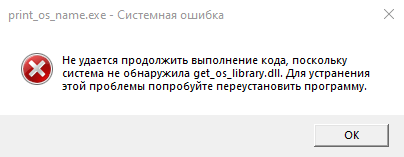 print_os_name.exe - Системная ошибка
Не удается продолжить выполнение кода, поскольку
система не обнаружила get_os_library.dll. Для устранения
этой проблемы попробуйте переустановить программу.
ОК